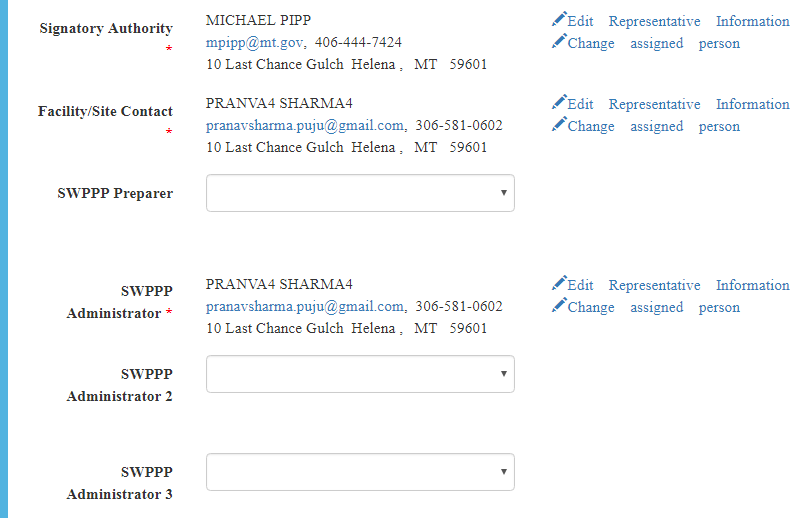 Signatory Authority *
MICHAEL PIPP
mpipp@mt.gov, 406-444-7424
10 Last Chance Gulch Helena , MT 59601
Edit Representative Information
Change assigned person
Facility/Site Contact *
PRANVA4 SHARMA4
pranavsharma.puju@gmail.com, 306-581-0602
10 Last Chance Gulch Helena , MT 59601
Edit Representative Information
Change assigned person
SWPPP Preparer
SWPPP
Administrator *
PRANVA4 SHARMA4
pranavsharma.puju@gmail.com, 306-581-0602
10 Last Chance Gulch Helena , MT 59601
Edit Representative Information
Change assigned person
SWPPP
Administrator 2
SWPPP
Administrator 3